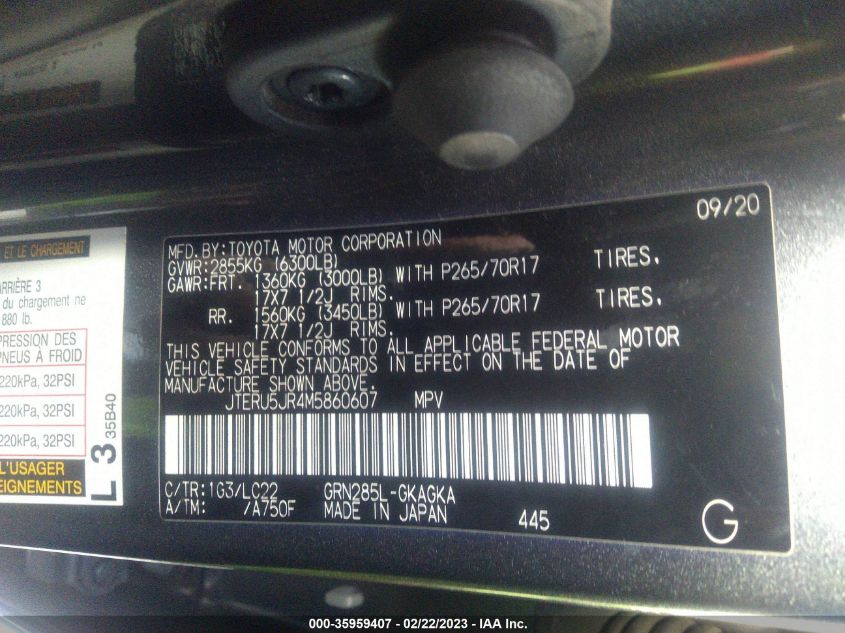 ET LE CHARGEMENT
ARRIÈRE 3
du chargement ne
880 lb.
PRESSION DES
PNEUS À FROID
220kPa, 32PSI
220kPa, 32PSI
220kPa, 32PSI
L'USAGER
L 3
35B40
09/20
MFD.BY:TOYOTA MOTOR CORPORATION
GVWR:2855KG (6300LB)
GAWR:FRT. 1360KG (3000LB) WITH P265/70R17 TIRES,
17X7 1/2J RIMS.
RR. 1560KG (3450LB) WITH P265/70R17 TIRES,
17X7 1/2J RIMS.
THIS VEHICLE CONFORMS TO ALL APPLICABLE FEDERAL MOTOR
VEHICLE SAFETY STANDARDS IN EFFECT ON THE DATE OF
MANUFACTURE SHOWN ABOVE.
JTERU5JR4M5860607 MPV
C/TR:1G3/LC22 GRN285L-GKAGKA
A/TM: /A750F MADE IN JAPAN 445
G
000-35959407 - 02/22/2023 - IAA Inc.